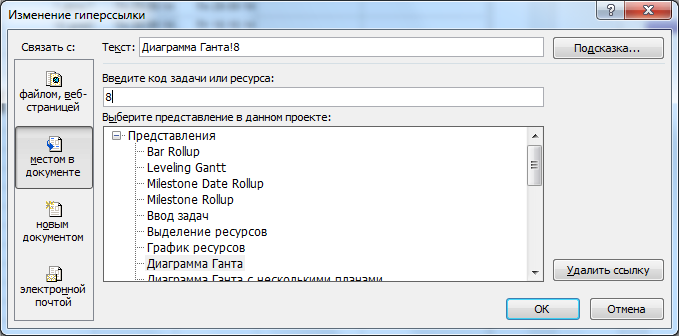 Изменение гиперссылки
Связать с:
Текст:
Диаграмма Ганта!8
Подсказка...
файлом, веб-
страницей
местом в
документе
новым
документом
электронной
почтой
Введите код задачи или ресурса:
8
Выберите представление в данном проекте:
Представления
Bar Rollup
Leveling Gantt
Milestone Date Rollup
Milestone Rollup
Ввод задач
Выделение ресурсов
График ресурсов
Диаграмма Ганта
Диаграмма Ганта с несколькими планами
Удалить ссылку
ОК
Отмена